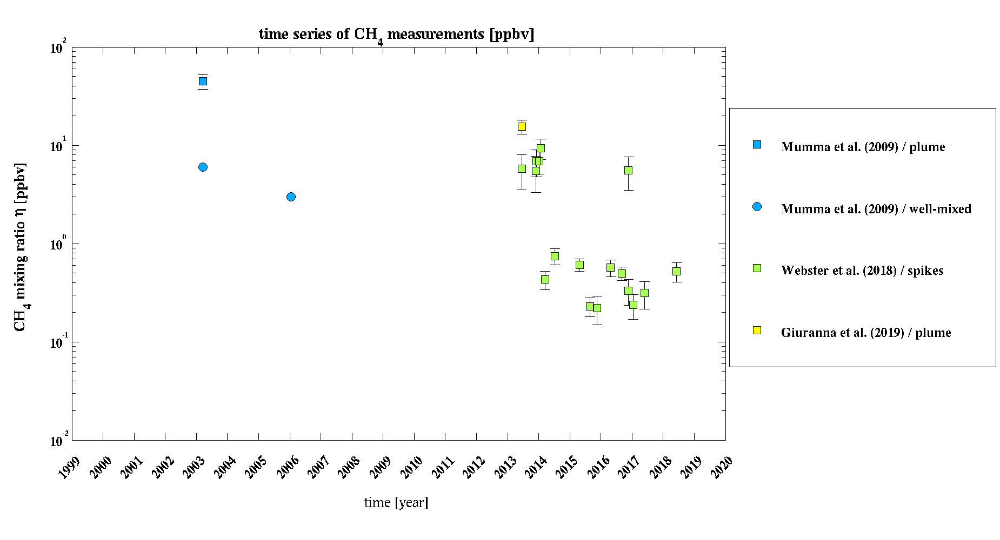 time series of CH4 measurements [ppbv]
10^2
10^1
10^0
10^-1
10^-2
CH4 mixing ratio η [ppbv]
1999 2000 2001 2002 2003 2004 2005 2006 2007 2008 2009 2010 2011 2012 2013 2014 2015 2016 2017 2018 2019 2020
time [year]
Mumma et al. (2009) / plume
Mumma et al. (2009) / well-mixed
Webster et al. (2018) / spikes
Giuranna et al. (2019) / plume